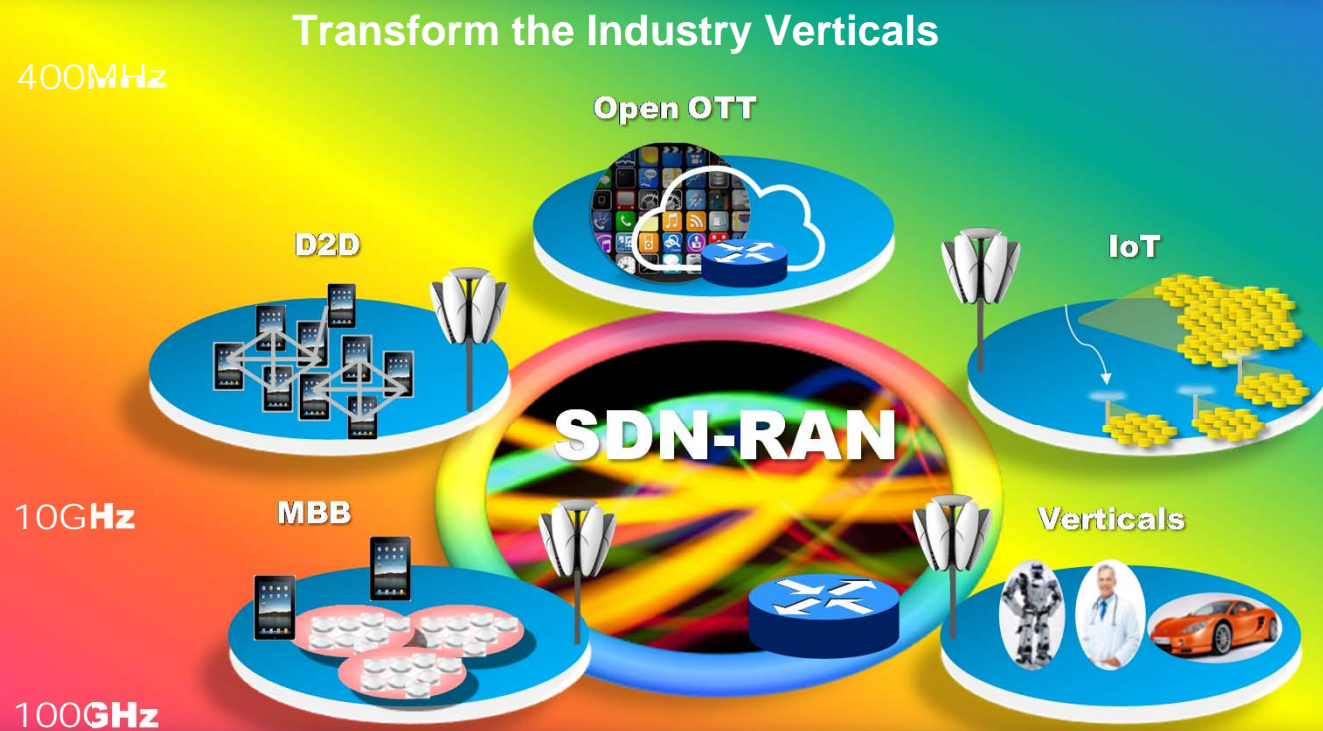 Transform the Industry Verticals
400MHz
Open OTT
D2D
IoT
SDN-RAN
10GHz
MBB
Verticals
100GHz